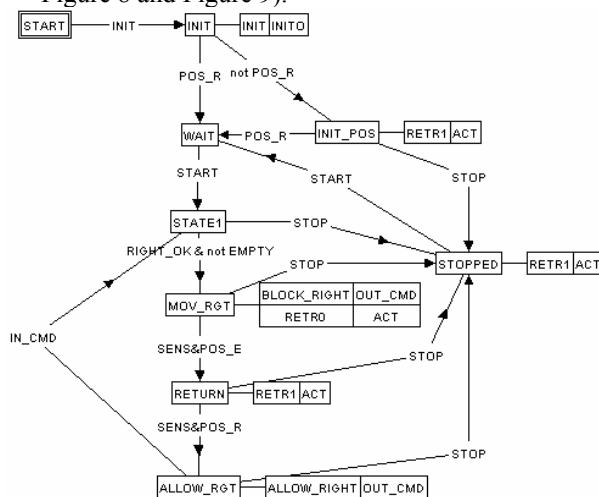 Figure 8 and Figure 9).
START INIT INIT INIT INITO
POS_R not POS_R
WAIT POS_R INIT_POS RETR1 ACT
START START STOP
STATE1 STOP
RIGHT_OK & not EMPTY
STOP STOPPED RETR1 ACT
MOV_RGT BLOCK_RIGHT OUT_CMD
RETR0 ACT
IN_CMD
SENS&POS_E
STOP
RETURN RETR1 ACT
SENS&POS_R
STOP
ALLOW_RGT ALLOW_RIGHT OUT_CMD